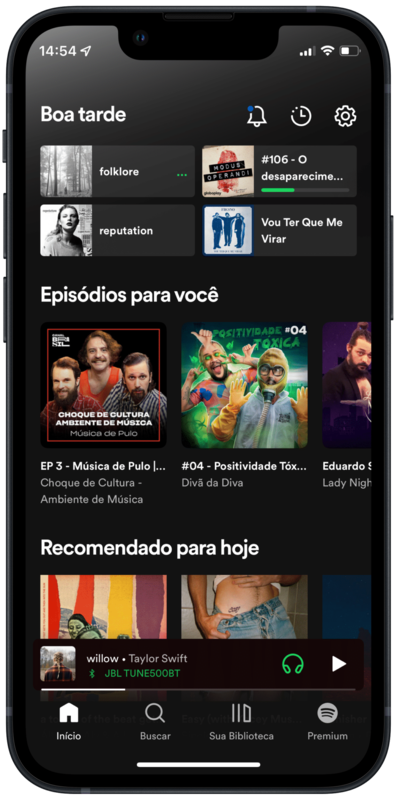 14:54
Boa tarde
folklore
MODUS
OPERANDI
#106 - O
desaparecime...
reputation
Vou Ter Que Me
Virar
Episódios para você
CHOQUE DE CULTURA
AMBIENTE DE MÚSICA
Música de Pulo
POSITIVIDADE #04
TÓXICA
EP 3 - Música de Pulo |...
Choque de Cultura -
Ambiente de Música
#04 - Positividade Tóx...
Divã da Diva
Eduardo S
Lady Nigh
Recomendado para hoje
willow • Taylor Swift
JBL TUNE500BT
Início
Buscar
Sua Biblioteca
Premium